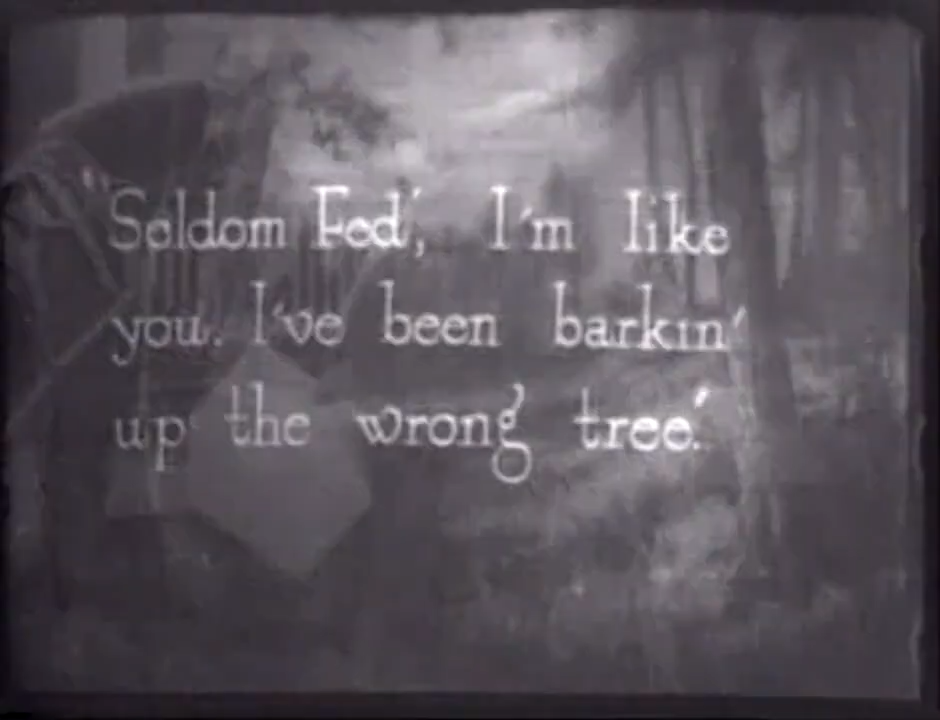 "Seldom Fed', I'm like
you. I've been barkin'
up the wrong tree."